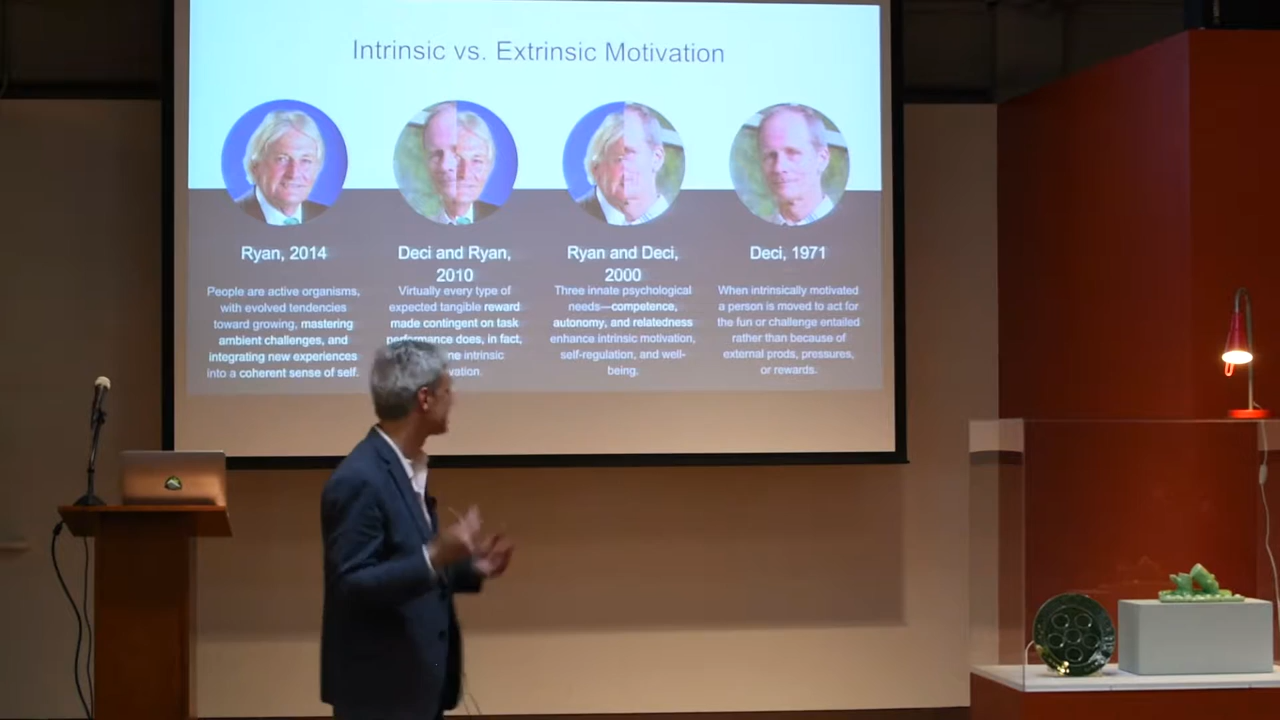 Intrinsic vs. Extrinsic Motivation
Ryan, 2014
People are active organisms,
with evolved tendencies
toward growing, mastering
ambient challenges, and
integrating new experiences
into a coherent sense of self.
Deci and Ryan,
2010
Virtually every type of
expected tangible reward
made contingent on task
performance does, in fact,
intrinsic
Ryan and Deci,
2000
Three innate psychological
needs—competence,
autonomy, and relatedness
enhance intrinsic motivation,
self-regulation, and well-
being.
Deci, 1971
When intrinsically motivated
a person is moved to act for
the fun or challenge entailed
rather than because of
external prods, pressures,
or rewards.